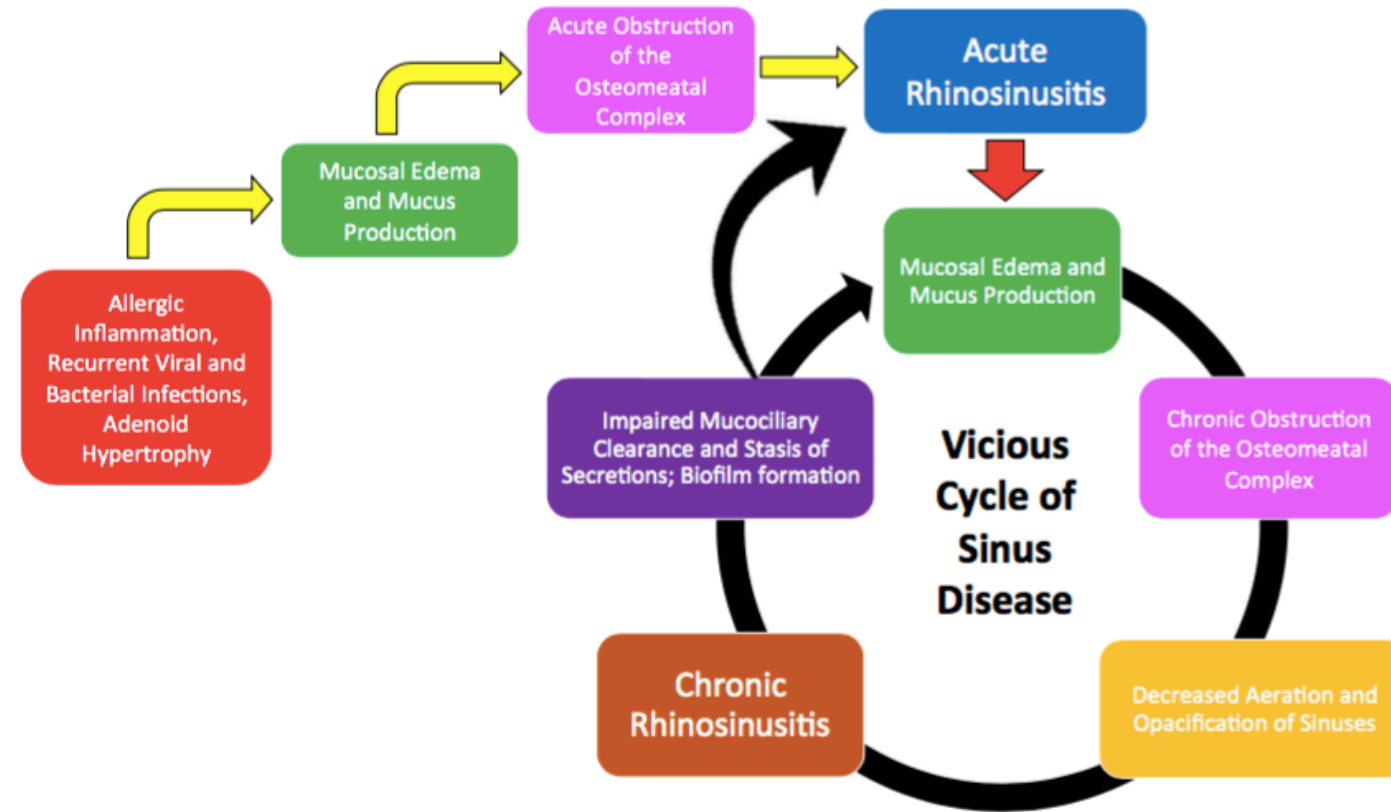 Acute Obstruction
of the
Osteomeatal
Complex
Acute
Rhinosinusitis
Mucosal Edema
and Mucus
Production
Mucosal Edema and
Mucus Production
Allergic
Inflammation,
Recurrent Viral and
Bacterial Infections,
Adenoid
Hypertrophy
Impaired Mucociliary
Clearance and Stasis of
Secretions; Biofilm formation
Vicious
Cycle of
Sinus
Disease
Chronic Obstruction
of the Osteomeatal
Complex
Chronic
Rhinosinusitis
Decreased Aeration and
Opacification of Sinuses